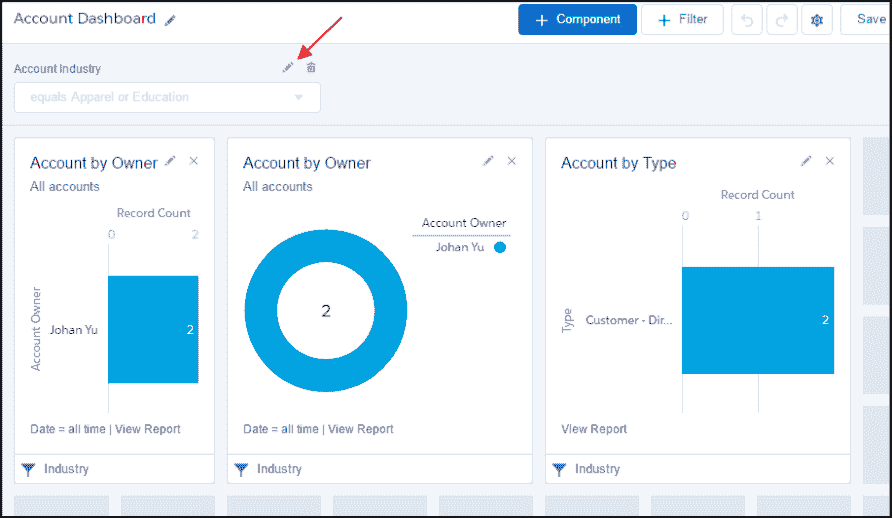 Account Dashboard
+ Component
+ Filter
Save
Account Industry
equals Apparel or Education
Account by Owner
All accounts
Record Count
0 2
Account Owner
Johan Yu
2
Date = all time | View Report
Industry
Account by Owner
All accounts
Account Owner
Johan Yu
2
Date = all time | View Report
Industry
Account by Type
Record Count
0 1
Type
Customer - Dir...
2
View Report
Industry